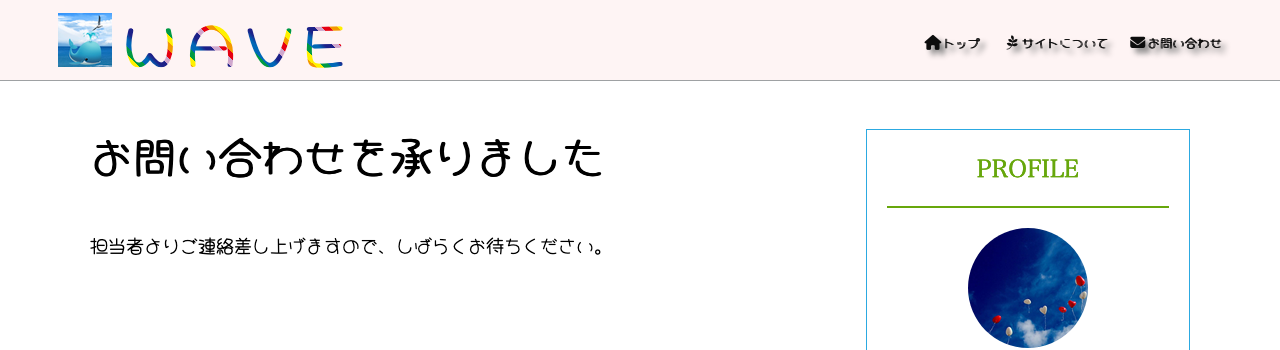 WAVE
トップ
サイトについて
お問い合わせ
お問い合わせを承りました
担当者よりご連絡差し上げますので、しばらくお待ちください。
PROFILE